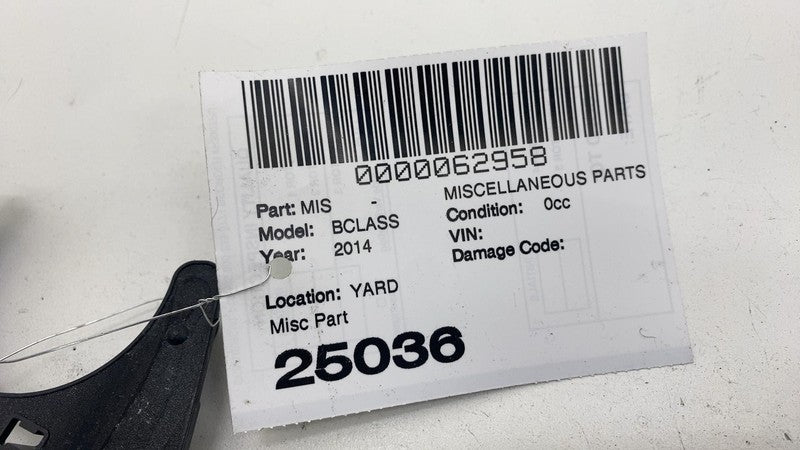 0000062958
Part: MIS - MISCELLANEOUS PARTS
Model: BCLASS Condition: 0cc
Year: 2014 VIN:
Damage Code:
Location: YARD
Misc Part
25036